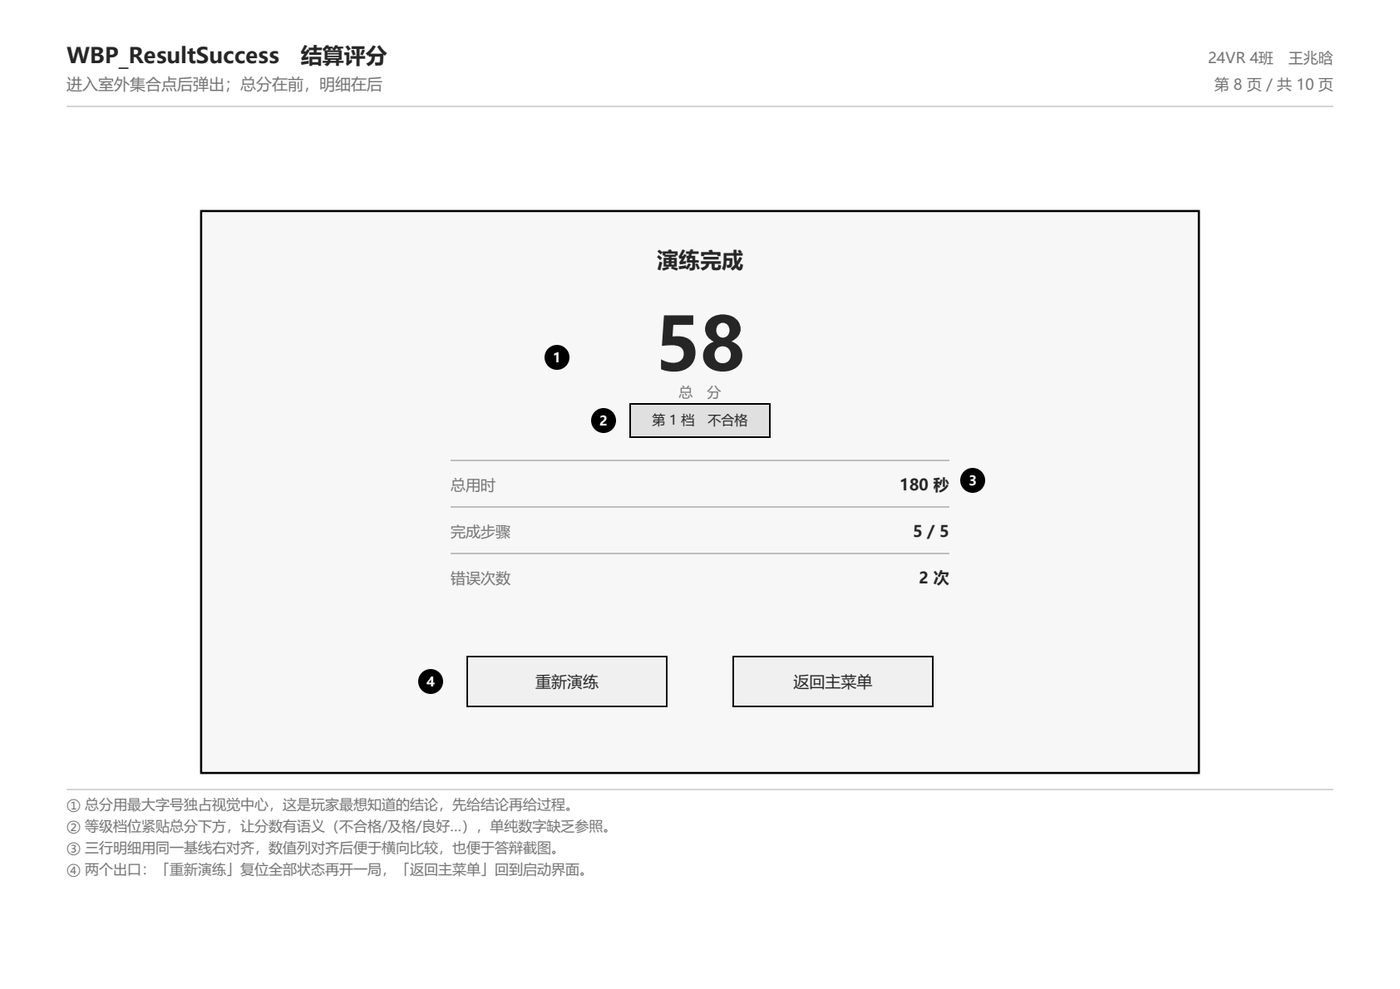 WBP_ResultSuccess 结算评分
24VR 4班 王兆晗
进入室外集合点后弹出；总分在前，明细在后
第 8 页 / 共 10 页
演练完成
1
58
总 分
2
第 1 档 不合格
总用时 180 秒
3
完成步骤 5 / 5
错误次数 2 次
4
重新演练 返回主菜单
① 总分用最大字号独占视觉中心，这是玩家最想知道的结论，先给结论再给过程。
② 等级档位紧贴总分下方，让分数有语义（不合格/及格/良好...），单纯数字缺乏参照。
③ 三行明细用同一基线右对齐，数值列对齐后便于横向比较，也便于答辩截图。
④ 两个出口：「重新演练」复位全部状态再开一局，「返回主菜单」回到启动界面。